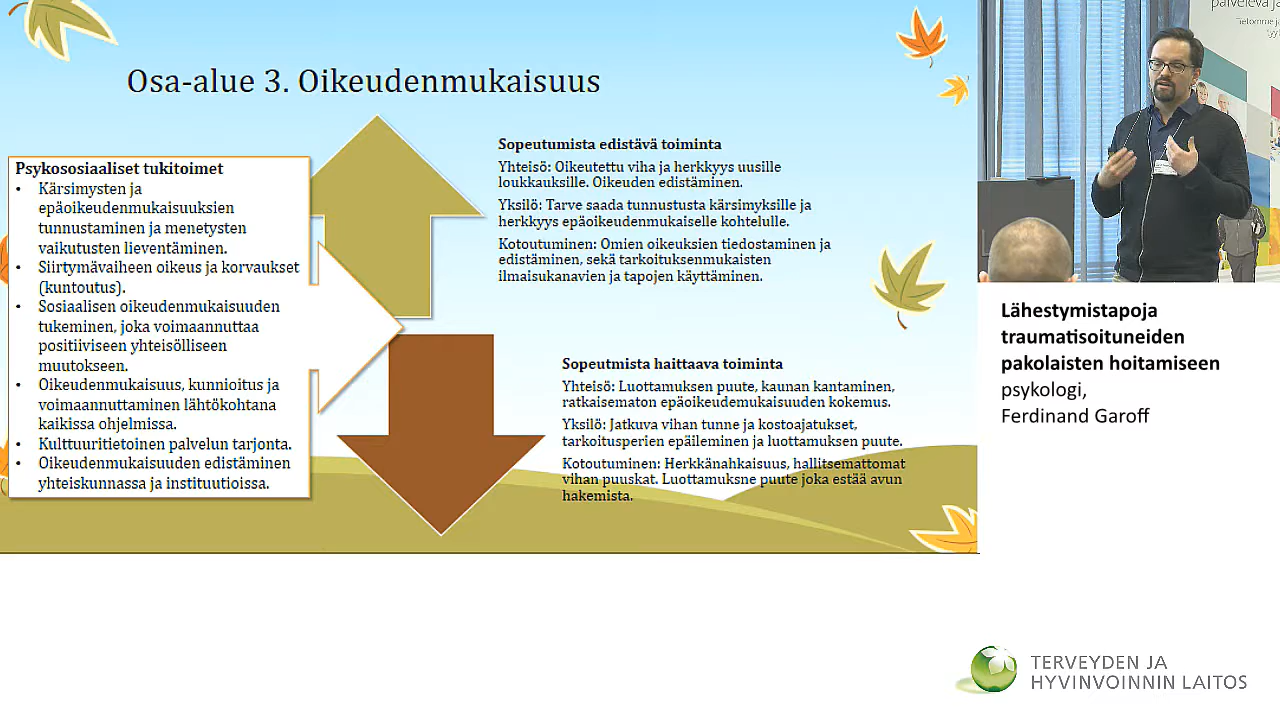 Osa-alue 3. Oikeudenmukaisuus
Psykososiaaliset tukitoimet
• Kärsimysten ja
epäoikeudenmukaisuuksien
tunnustaminen ja menetysten
vaikutusten lieventäminen.
• Siirtymävaiheen oikeus ja korvaukset
(kuntoutus).
• Sosiaalisen oikeudenmukaisuuden
tukeminen, joka voimaannuttaa
positiiviseen yhteisölliseen
muutokseen.
• Oikeudenmukaisuus, kunnioitus ja
voimaannuttaminen lähtökohtana
kaikissa ohjelmissa.
• Kulttuuritietoinen palvelun tarjonta.
• Oikeudenmukaisuuden edistäminen
yhteiskunnassa ja instituutioissa.
Sopeutumista edistävä toiminta
Yhteisö: Oikeutettu viha ja herkkyys uusille
loukkauksille. Oikeuden edistäminen.
Yksilö: Tarve saada tunnustusta kärsimyksille ja
herkkyys epäoikeudenmukaiselle kohtelulle.
Kotoutuminen: Omien oikeuksien tiedostaminen ja
edistäminen, sekä tarkoituksenmukaisten
ilmaisukanavien ja tapojen käyttäminen.
Sopeutmista haittaava toiminta
Yhteisö: Luottamuksen puute, kaunan kantaminen,
ratkaisematon epäoikeudemukaisuuden kokemus.
Yksilö: Jatkuva vihan tunne ja kostoajatukset,
tarkoitusperien epäileminen ja luottamuksen puute.
Kotoutuminen: Herkkänahkaisuus, hallitsemattomat
vihan puuskat. Luottamuksne puute joka estää avun
hakemista.
palveleva ja
Tietomme ja
Lähestymistapoja
traumatisoituneiden
pakolaisten hoitamiseen
psykologi,
Ferdinand Garoff
TERVEYDEN JA
HYVINVOINNIN LAITOS